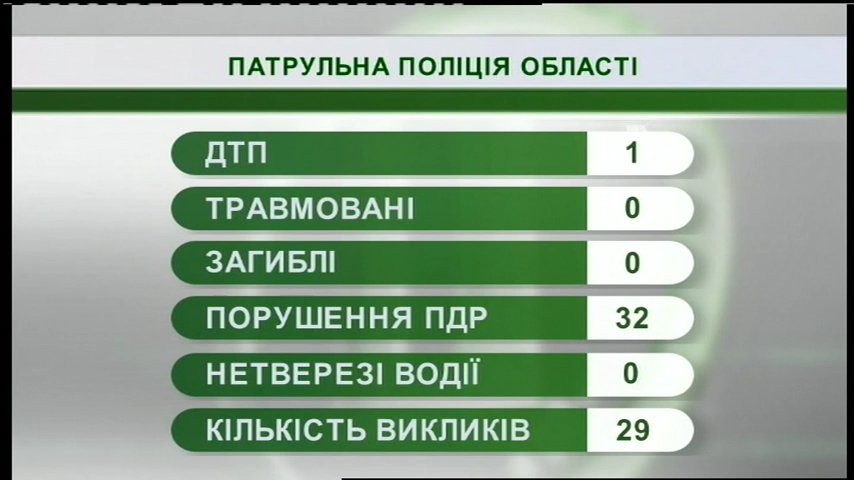 ПАТРУЛЬНА ПОЛІЦІЯ ОБЛАСТІ
ДТП 1
ТРАВМОВАНІ 0
ЗАГИБЛІ 0
ПОРУШЕННЯ ПДР 32
НЕТВЕРЕЗІ ВОДІЇ 0
КІЛЬКІСТЬ ВИКЛИКІВ 29